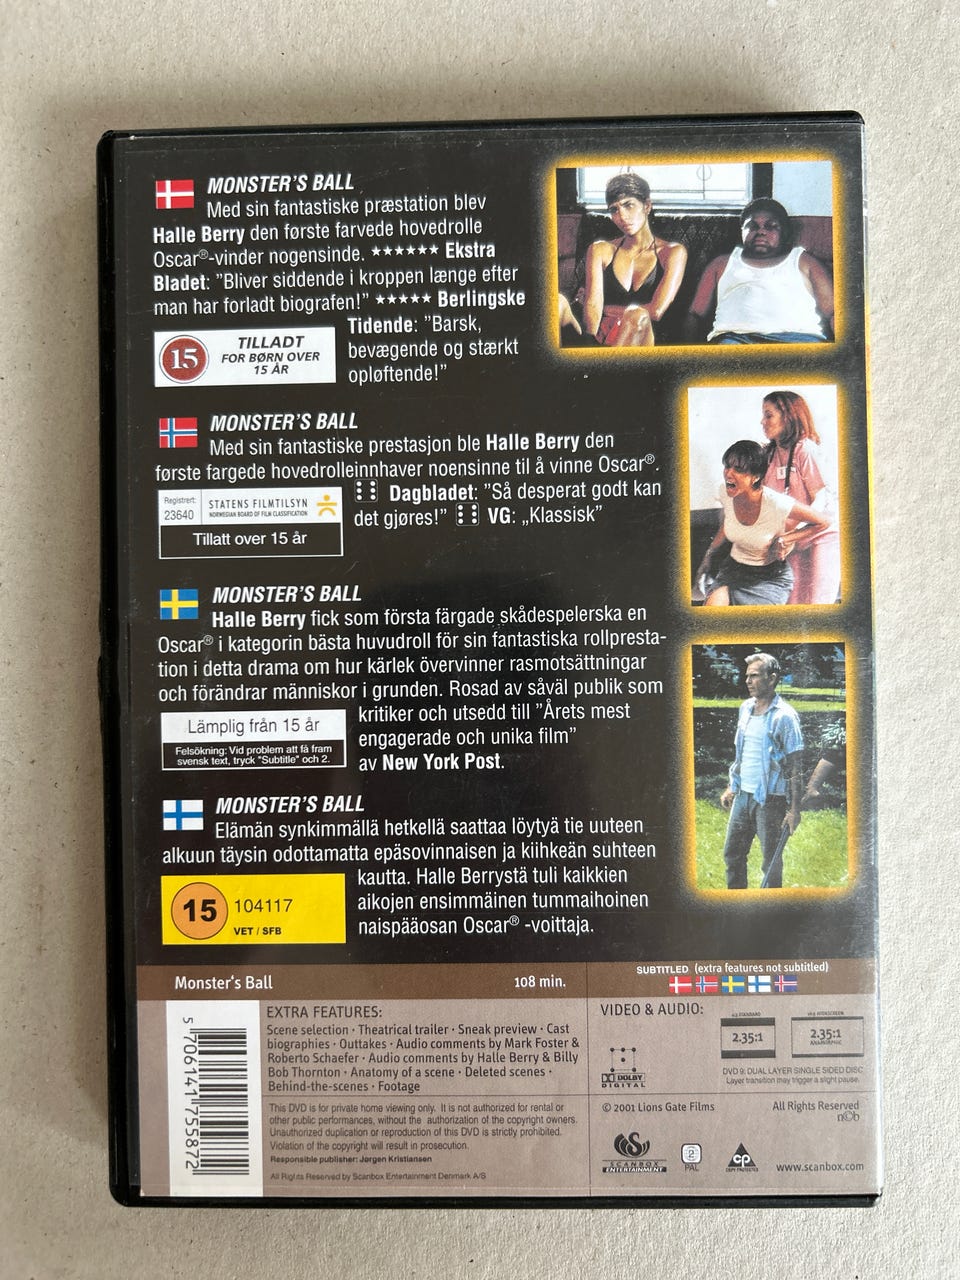 MONSTER'S BALL
Med sin fantastiske præstation blev
Halle Berry den første farvede hovedrolle
Oscar®-vinder nogensinde. ★★★★★★ Ekstra
Bladet: "Bliver siddende i kroppen længe efter
man har forladt biografen!" ★★★★★ Berlingske
Tidende: "Barsk,
bevægende og stærkt
opløftende!"
15
TILLADT
FOR BØRN OVER
15 ÅR
MONSTER'S BALL
Med sin fantastiske prestasjon ble Halle Berry den
første fargede hovedrolleinnhaver noensinne til å vinne Oscar®.
Dagbladet: "Så desperat godt kan
det gjøres!" VG: „Klassisk"
Registrert:
23640
STATENS FILMTILSYN
NORWEGIAN BOARD OF FILM CLASSIFICATION
Tillatt over 15 år
MONSTER'S BALL
Halle Berry fick som första färgade skådespelerska en
Oscar® i kategorin bästa huvudroll för sin fantastiska rollpresta-
tion i detta drama om hur kärlek övervinner rasmotsättningar
och förändrar människor i grunden. Rosad av såväl publik som
kritiker och utsedd till "Årets mest
engagerade och unika film"
av New York Post.
Lämplig från 15 år
Felsökning: Vid problem att få fram
svensk text, tryck "Subtitle" och 2.
MONSTER'S BALL
Elämän synkimmällä hetkellä saattaa löytyä tie uuteen
alkuun täysin odottamatta epäsovinnaisen ja kiihkeän suhteen
kautta. Halle Berrystä tuli kaikkien
aikojen ensimmäinen tummaihoinen
naispääosan Oscar® -voittaja.
15
104117
VET / SFB
Monster's Ball
108 min.
SUBTITLED (extra features not subtitled)
5 706141 755872
EXTRA FEATURES:
Scene selection · Theatrical trailer · Sneak preview · Cast
biographies · Outtakes · Audio comments by Mark Foster &
Roberto Schaefer · Audio comments by Halle Berry & Billy
Bob Thornton · Anatomy of a scene · Deleted scenes ·
Behind-the-scenes · Footage
This DVD is for private home viewing only. It is not authorized for rental or
other public performances, without the authorization of the copyright owners.
Unauthorized duplication or reproduction of this DVD is strictly prohibited.
Violation of the copyright will result in prosecution.
Responsible publisher: Jørgen Kristiansen
All Rights Reserved by Scanbox Entertainment Denmark A/S
VIDEO & AUDIO:
DOLBY
DIGITAL
4:3 STANDARD
2.35:1
16:9 WIDESCREEN
2.35:1
ANAMORPHIC
DVD 9: DUAL LAYER SINGLE SIDED DISC
Layer transition may trigger a slight pause.
© 2001 Lions Gate Films
All Rights Reserved
n©b
SCANBOX
ENTERTAINMENT
2
PAL
CP
COPY PROTECTED
www.scanbox.com